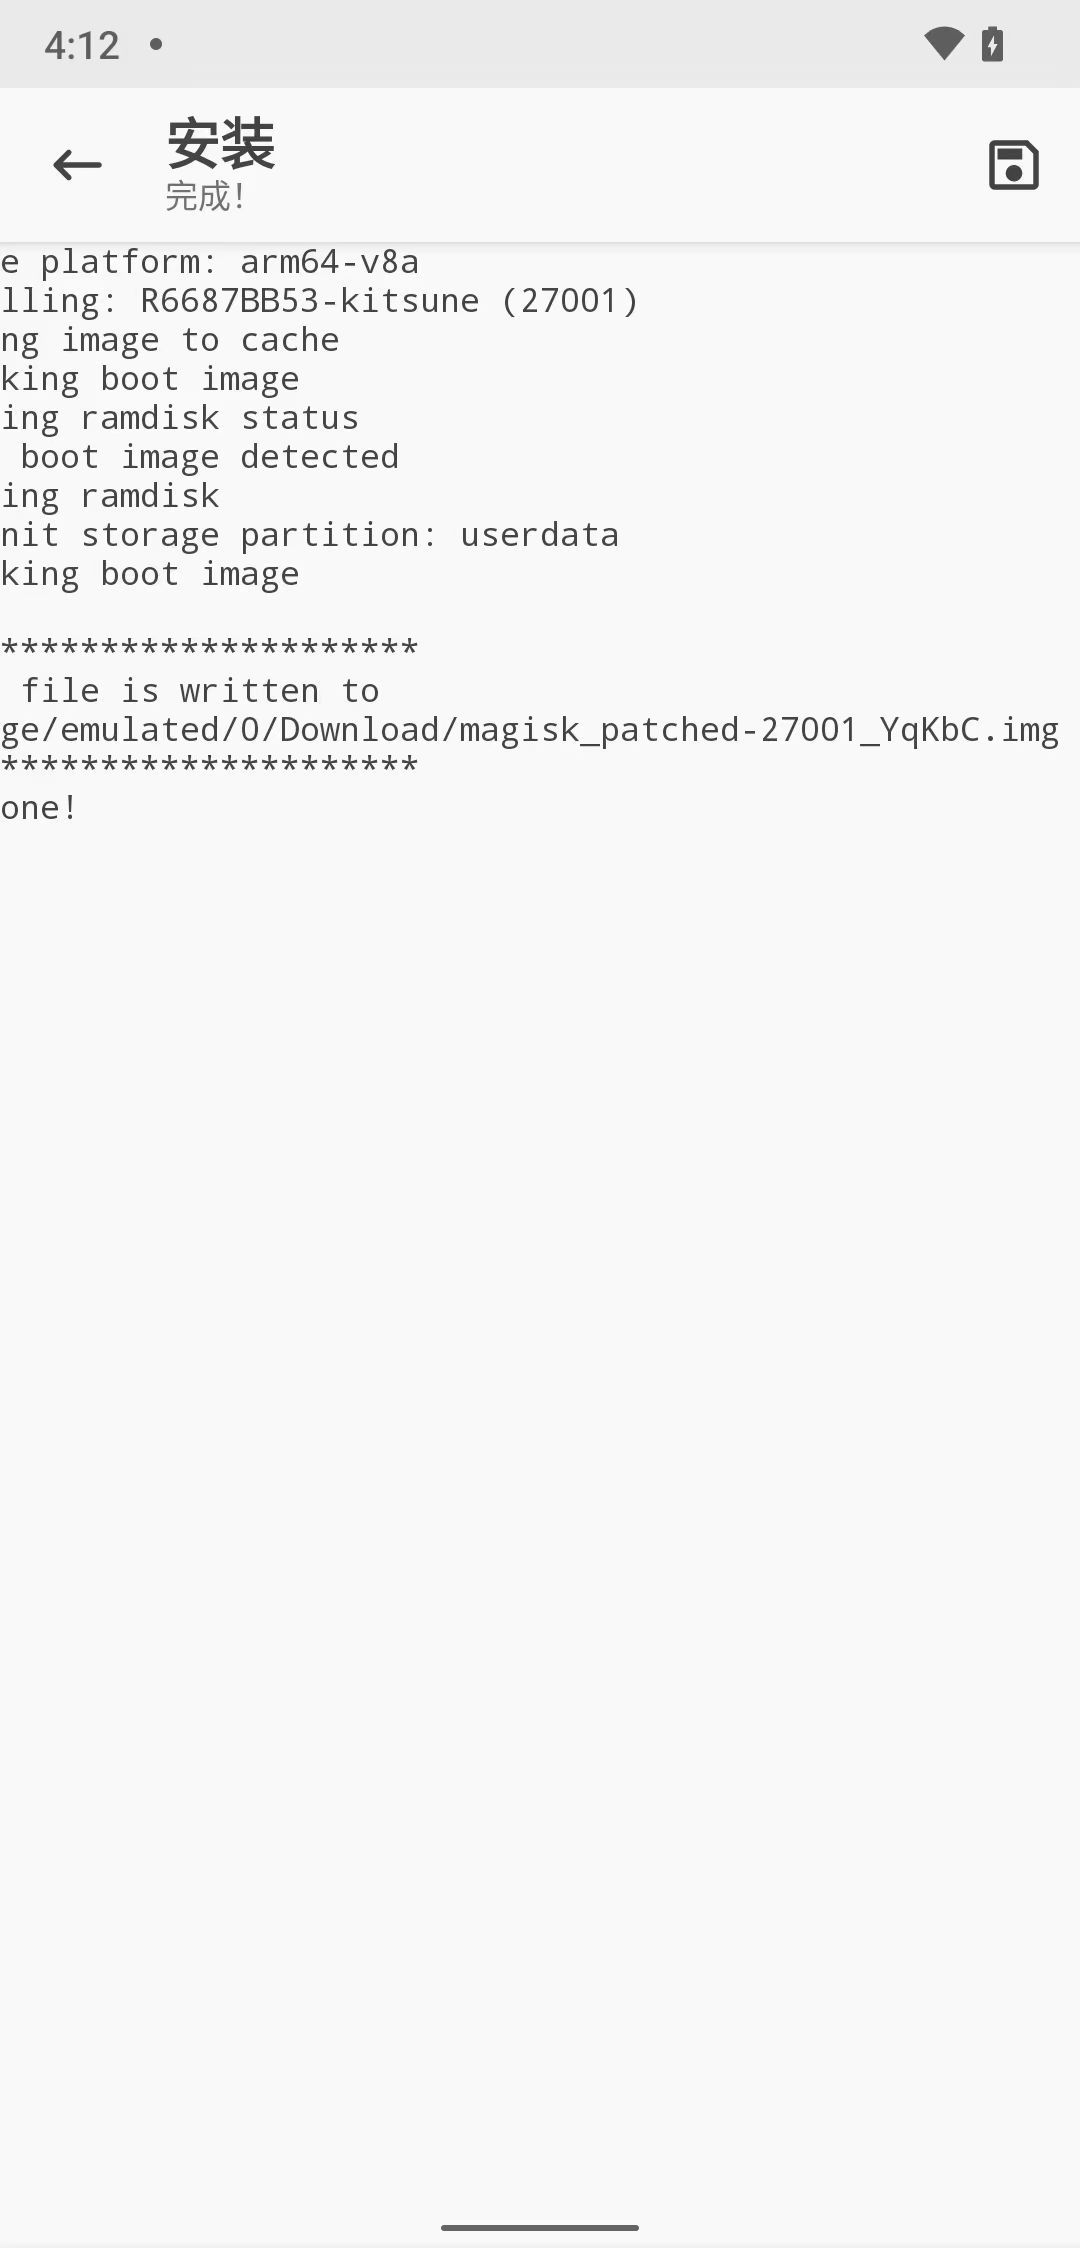 4:12
安装
完成!
e platform: arm64-v8a
lling: R6687BB53-kitsune (27001)
ng image to cache
king boot image
ing ramdisk status
boot image detected
ing ramdisk
nit storage partition: userdata
king boot image
*********************
file is written to
ge/emulated/0/Download/magisk_patched-27001_YqKbC.img
*********************
one!